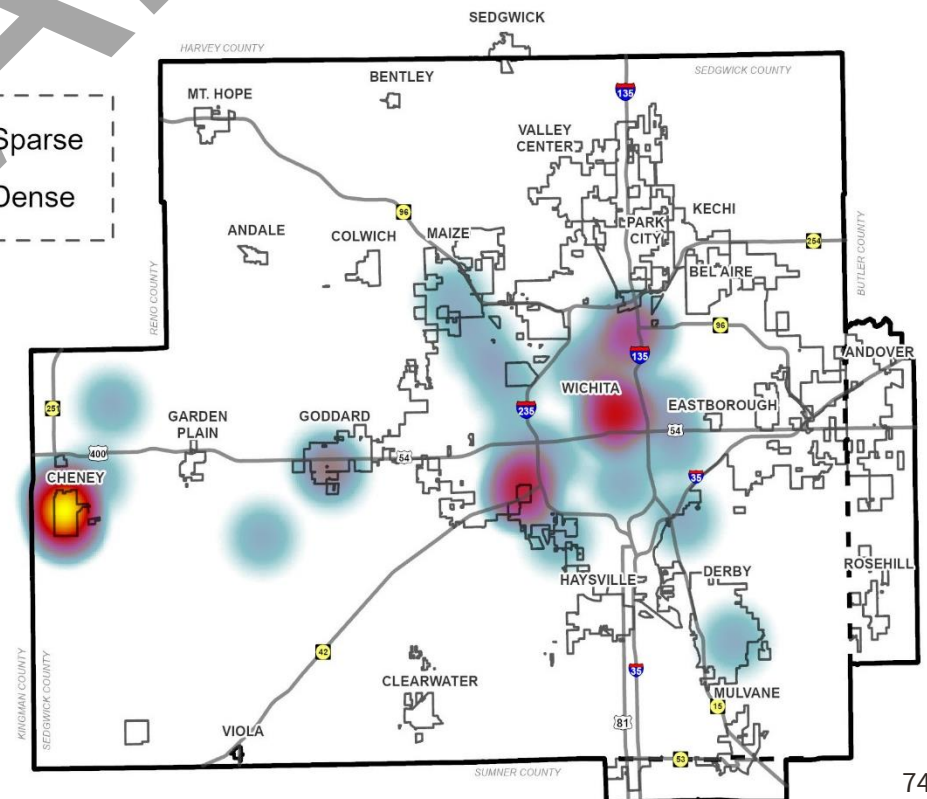 SEDGWICK
HARVEY COUNTY
SEDGWICK COUNTY
BENTLEY
MT. HOPE
135
VALLEY
CENTER
Sparse
Dense
96
ANDALE
COLWICH
MAIZE
PARK
CITY
KECHI
254
BEL AIRE
RENO COUNTY
BUTLER COUNTY
96
135
ANDOVER
WICHITA
251
235
EASTBOROUGH
GARDEN
PLAIN
GODDARD
54
400
54
CHENEY
35
HAYSVILLE
DERBY
ROSEHILL
42
35
KINGMAN COUNTY
SEDGWICK COUNTY
CLEARWATER
MULVANE
15
81
VIOLA
53
SUMNER COUNTY
74